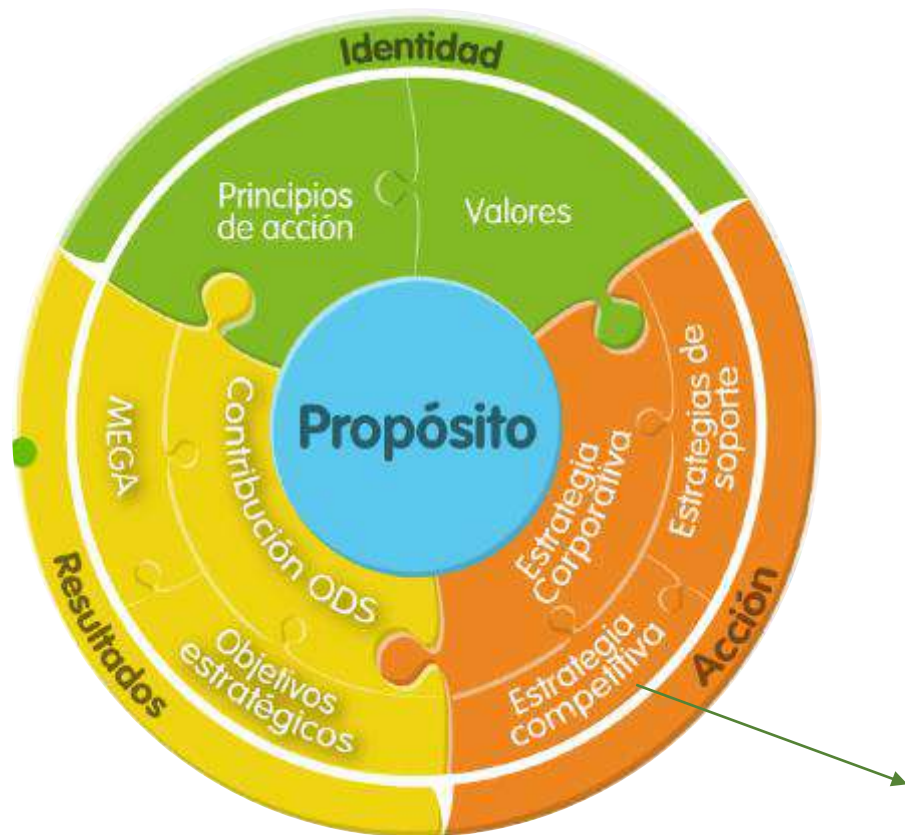 Identidad
Principios
de acción
Valores
Propósito
MEGA
Contribución ODS
Objetivos
estratégicos
Resultados
Estrategia
Corporativa
Estrategias de
soporte
Estrategia
competitiva
Acción